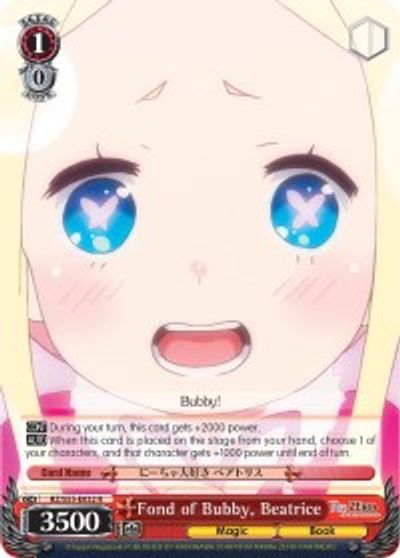 1
0
Bubby!
CONT During your turn, this card gets +2000 power.
AUTO When this card is placed on the stage from your hand, choose 1
of your characters, and that character gets +1000 power until end of turn.
Card Name
にーちゃ大好き ベアトリス
3500
Fond of Bubby, Beatrice
Magic
Book